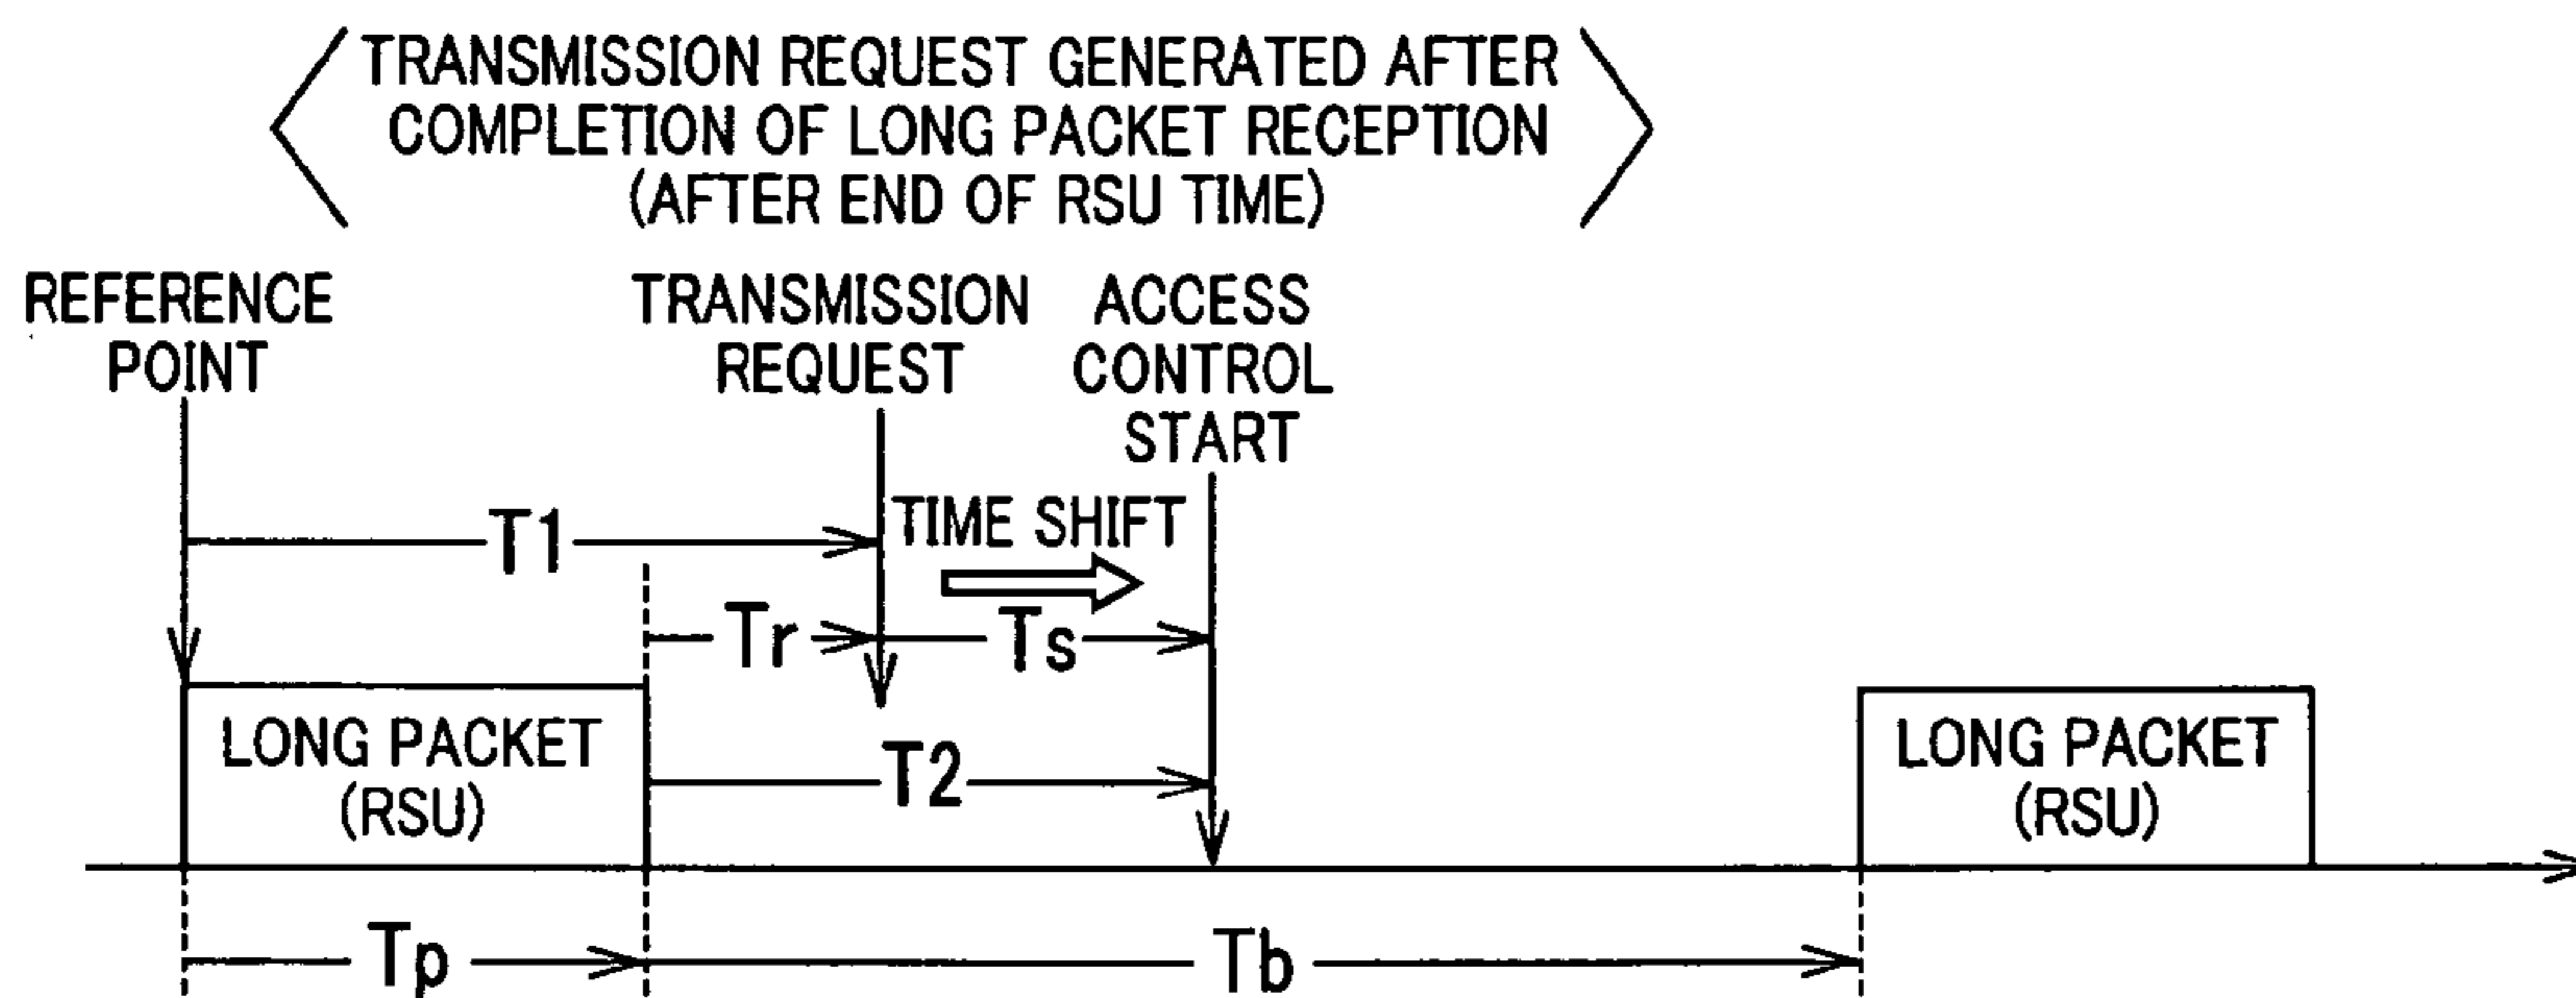 TRANSMISSION REQUEST GENERATED AFTER
COMPLETION OF LONG PACKET RECEPTION
(AFTER END OF RSU TIME)
REFERENCE
POINT
TRANSMISSION
REQUEST
ACCESS
CONTROL
START
T1
TIME SHIFT
Tr
Ts
LONG PACKET
(RSU)
T2
LONG PACKET
(RSU)
Tp
Tb